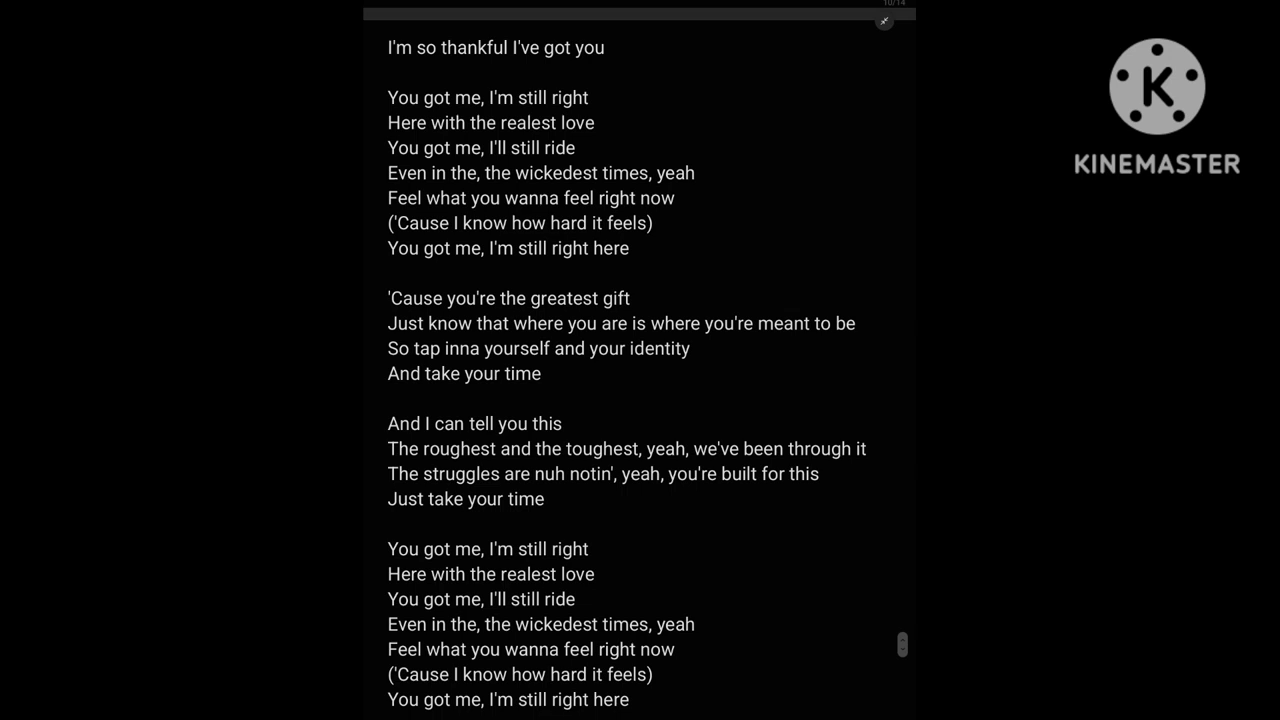 10/14
I'm so thankful I've got you
You got me, I'm still right
Here with the realest love
You got me, I'll still ride
Even in the, the wickedest times, yeah
Feel what you wanna feel right now
('Cause I know how hard it feels)
You got me, I'm still right here
'Cause you're the greatest gift
Just know that where you are is where you're meant to be
So tap inna yourself and your identity
And take your time
And I can tell you this
The roughest and the toughest, yeah, we've been through it
The struggles are nuh notin', yeah, you're built for this
Just take your time
You got me, I'm still right
Here with the realest love
You got me, I'll still ride
Even in the, the wickedest times, yeah
Feel what you wanna feel right now
('Cause I know how hard it feels)
You got me, I'm still right here
K
KINEMASTER